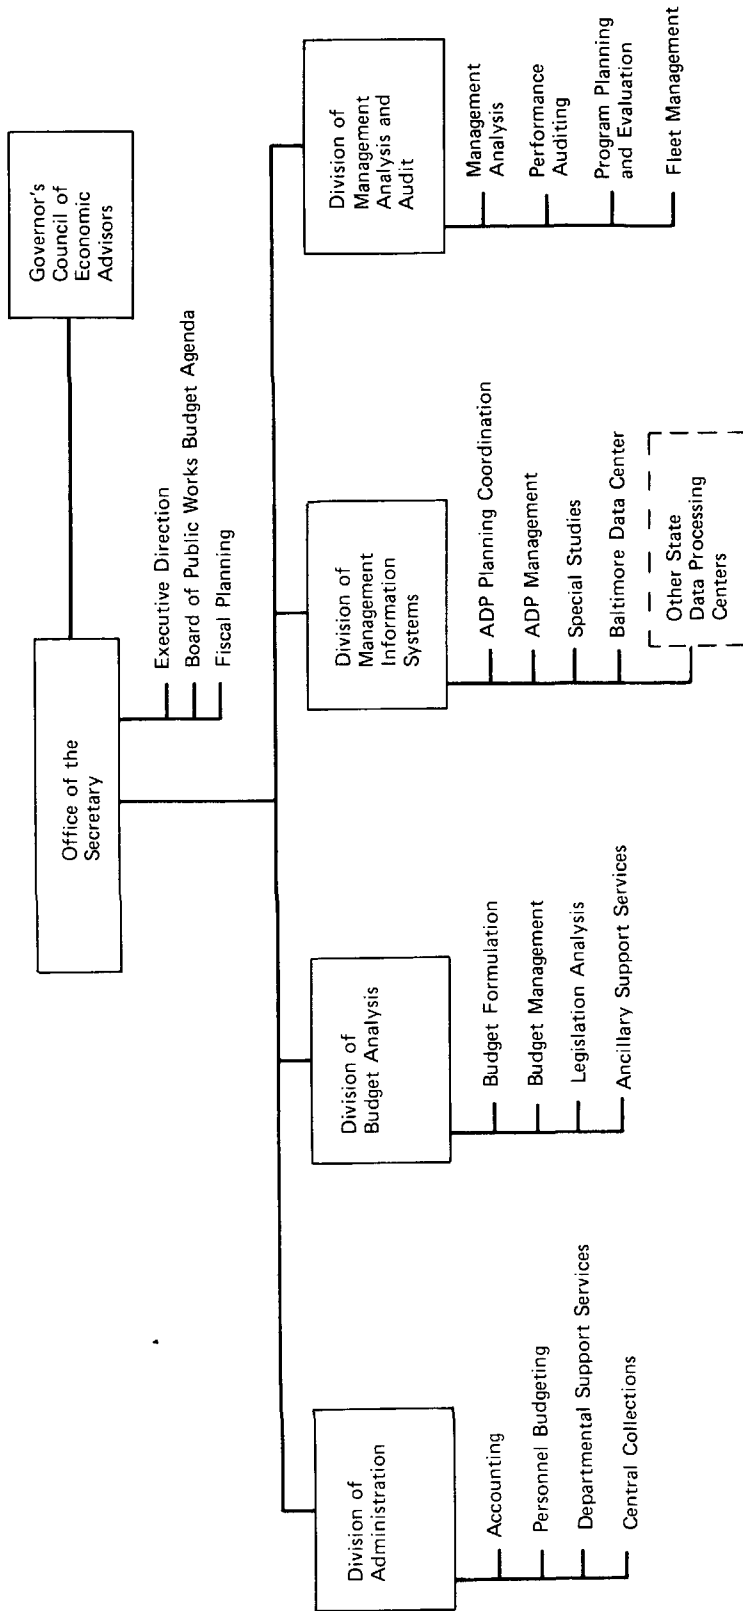 Governor's
Council of
Economic
Advisors
Office of the
Secretary
Executive Direction
Board of Public Works Budget Agenda
Fiscal Planning
Division of
Administration
Accounting
Personnel Budgeting
Departmental Support Services
Central Collections
Division of
Budget Analysis
Budget Formulation
Budget Management
Legislation Analysis
Ancillary Support Services
Division of
Management
Information
Systems
ADP Planning Coordination
ADP Management
Special Studies
Baltimore Data Center
Other State
Data Processing
Centers
Division of
Management
Analysis and
Audit
Management
Analysis
Performance
Auditing
Program Planning
and Evaluation
Fleet Management